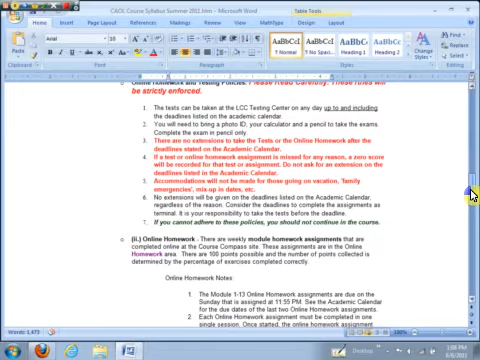 CAOL Course Syllabus Summer 2011.htm - Microsoft Word
Table Tools
Home Insert Page Layout References Mailings Review View MathType Design Layout
Arial 10
AaBbCcI AaBbCcI AaBbC AaBbCc
¶ Normal ¶ No Spaci... Heading 1 Heading 2
Change Styles
Find
Replace
Select
Paste
Clipboard Font Paragraph Styles Editing
Online Homework and Testing Policies: Please Read Carefully. These rules will
be strictly enforced.
1. The tests can be taken at the LCC Testing Center on any day up to and including
the deadlines listed on the academic calendar.
2. You will need to bring a photo ID, your calculator and a pencil to take the exams.
Complete the exam in pencil only.
3. There are no extensions to take the Tests or the Online Homework after the
deadlines stated on the Academic Calendar.
4. If a test or online homework assignment is missed for any reason, a zero score
will be recorded for that test or assignment. Do not ask for an extension on the
deadlines listed in the Academic Calendar.
5. Accommodations will not be made for those going on vacation, 'family
emergencies', mix-up in dates, etc.
6. No extensions will be given on the deadlines listed on the Academic Calendar,
regardless of the reason. Consider the deadlines to complete the assignments as
terminal. It is your responsibility to take the tests before the deadline.
7. If you cannot adhere to these policies, you should not continue in the course.
o (II.) Online Homework - There are weekly module homework assignments that are
completed online at the Course Compass site. These assignments are in the Online
Homework area. There are 100 points possible and the number of points collected is
determined by the percentage of exercises completed correctly.
Online Homework Notes:
1. The Module 1-13 Online Homework assignments are due on the
Sunday that is assigned at 11:55 PM. See the Academic Calendar
for the due dates of the last two Online Homework assignments.
2. Each Online Homework assignment must be completed in one
single session. Once started, the online homework assignment
Words: 1,473
100%
start
Desktop
1:08 PM
6/6/2011